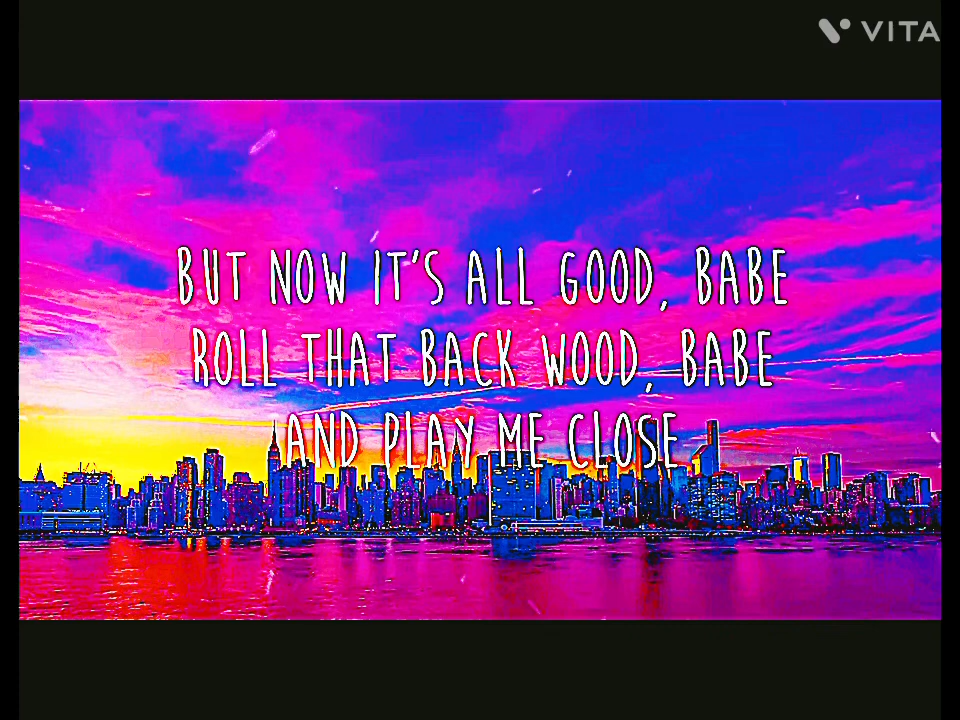 VITA
BUT NOW IT'S ALL GOOD, BABE
ROLL THAT BACK WOOD, BABE
AND PLAY ME CLOSE